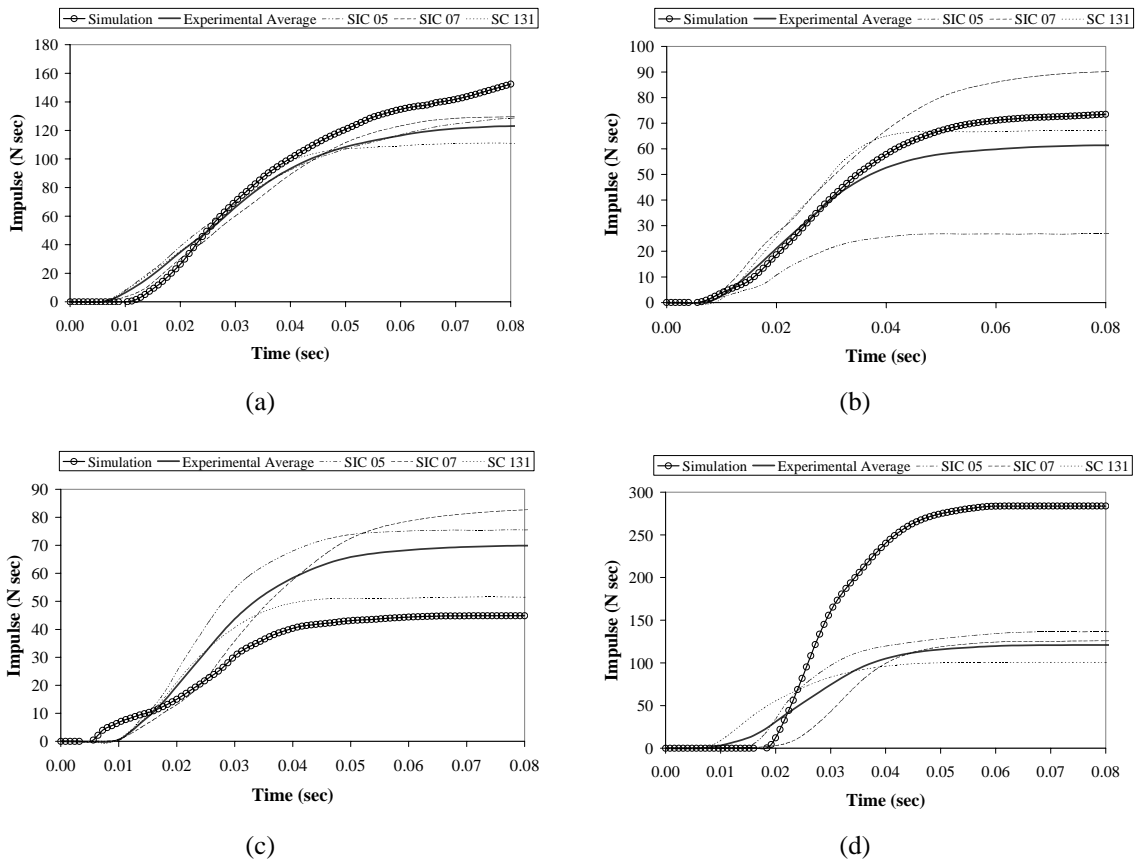 Simulation Experimental Average SIC 05 SIC 07 SC 131
180
160
140
120
100
80
60
40
20
0
Impulse (N sec)
0.00 0.01 0.02 0.03 0.04 0.05 0.06 0.07 0.08
Time (sec)
(a)
Simulation Experimental Average SIC 05 SIC 07 SC 131
100
90
80
70
60
50
40
30
20
10
0
Impulse (N sec)
0.00 0.02 0.04 0.06 0.08
Time (sec)
(b)
Simulation Experimental Average SIC 05 SIC 07 SC 131
90
80
70
60
50
40
30
20
10
0
Impulse (N sec)
0.00 0.01 0.02 0.03 0.04 0.05 0.06 0.07 0.08
Time (sec)
(c)
Simulation Experimental Average SIC 05 SIC 07 SC 131
300
250
200
150
100
50
0
Impulse (N sec)
0.00 0.01 0.02 0.03 0.04 0.05 0.06 0.07 0.08
Time (sec)
(d)